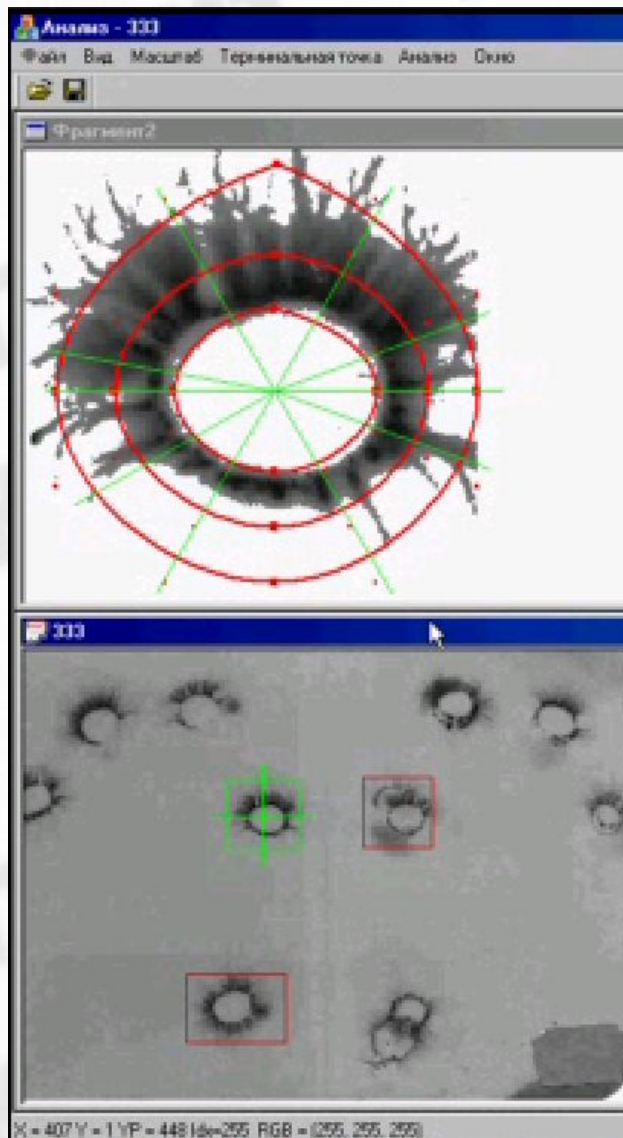 Анализ - 333
Файл Вид Масштаб Терминальная точка Анализ Окно
Фрагмент2
333
X = 407 Y = 1 YP = 448 Idx=255 RGB = (255, 255, 255)